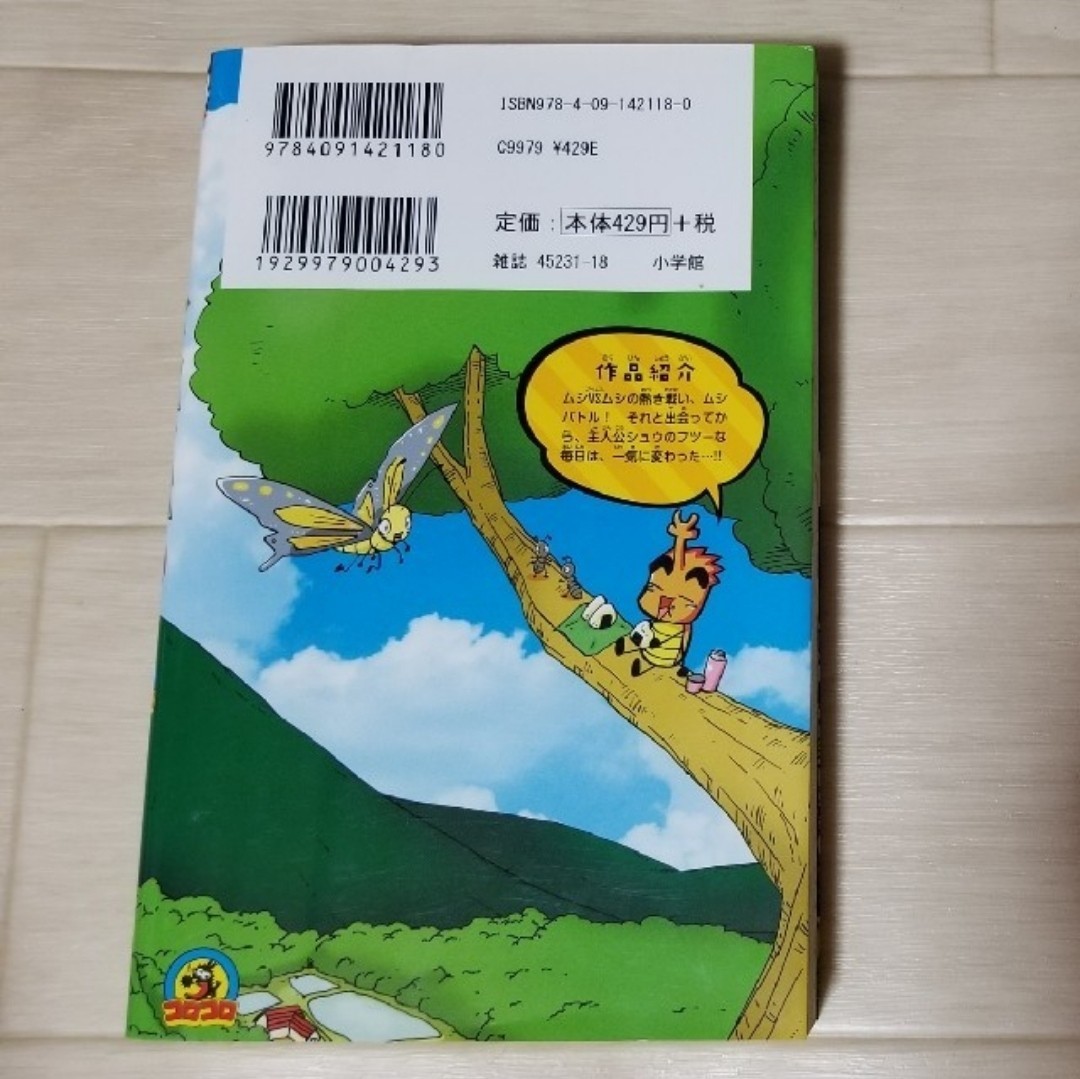 ISBN978-4-09-142118-0
9784091421180
C9979 ¥429E
定価：本体429円＋税
1929979004293
雑誌 45231-18 小学館
作品紹介
ムシVSムシの熱き戦い、ムシ
バトル！ それと出会ってか
ら、主人公シュウのフツーな
毎日は、一気に変わった…!!
コロコロ